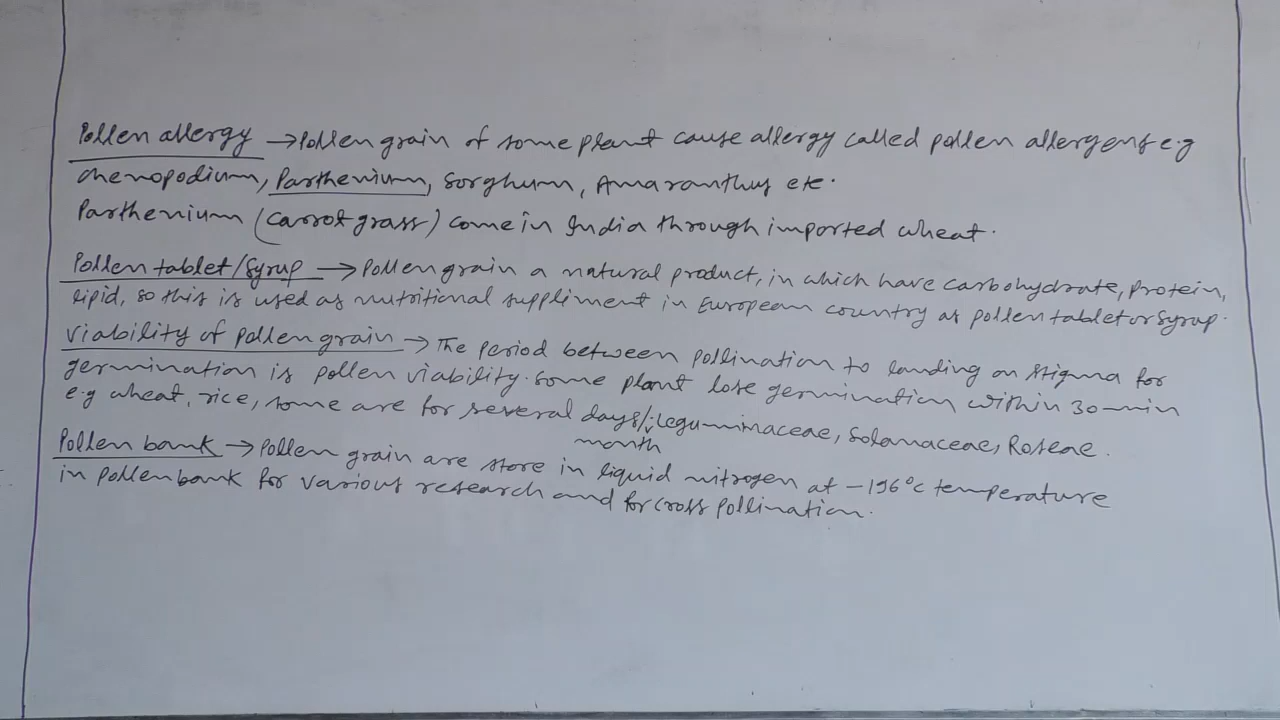 Pollen allergy → Pollen grain of some plant cause allergy called pollen allergens e.g
chenopodium, Parthenium, Sorghum, Amaranthus etc.
Parthenium (carrot grass) come in India through imported wheat.
Pollen tablet/Syrup → Pollen grain a natural product, in which have carbohydrate, protein,
lipid, so this is used as nutritional suppliment in European country as pollen tablet or Syrup.
Viability of pollen grain → The period between pollination to landing on stigma for
germination is pollen viability. some plant lose germination within 30 min
e.g wheat, rice, some are for several days/ leguminaceae, Solanaceae, Roseae.
month
Pollen bank → Pollen grain are store in liquid nitrogen at -196°c temperature
in pollen bank for various research and for cross pollination.